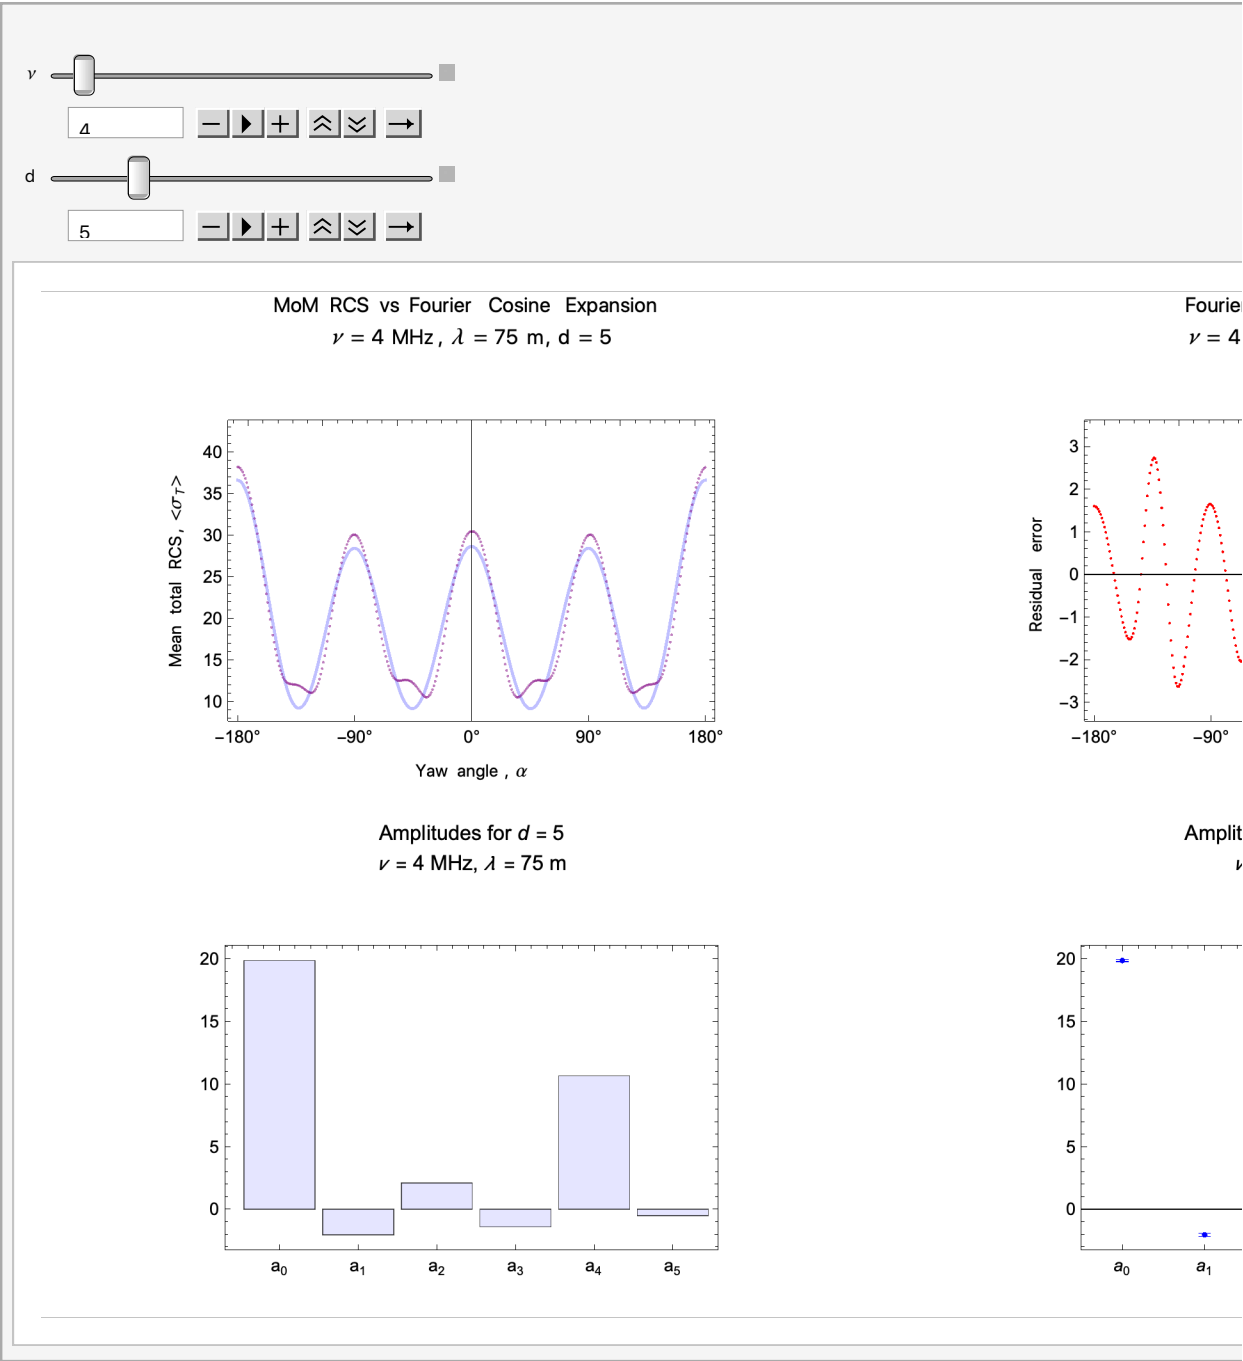 ν
4
d
5
MoM RCS vs Fourier Cosine Expansion
ν = 4 MHz , λ = 75 m, d = 5
Mean total RCS, <σT>
40
35
30
25
20
15
10
−180° −90° 0° 90° 180°
Yaw angle , α
Fourie
ν = 4
Residual error
3
2
1
0
−1
−2
−3
−180° −90°
Amplitudes for d = 5
ν = 4 MHz, λ = 75 m
20
15
10
5
0
a0 a1 a2 a3 a4 a5
Amplit
ν
20
15
10
5
0
a0 a1